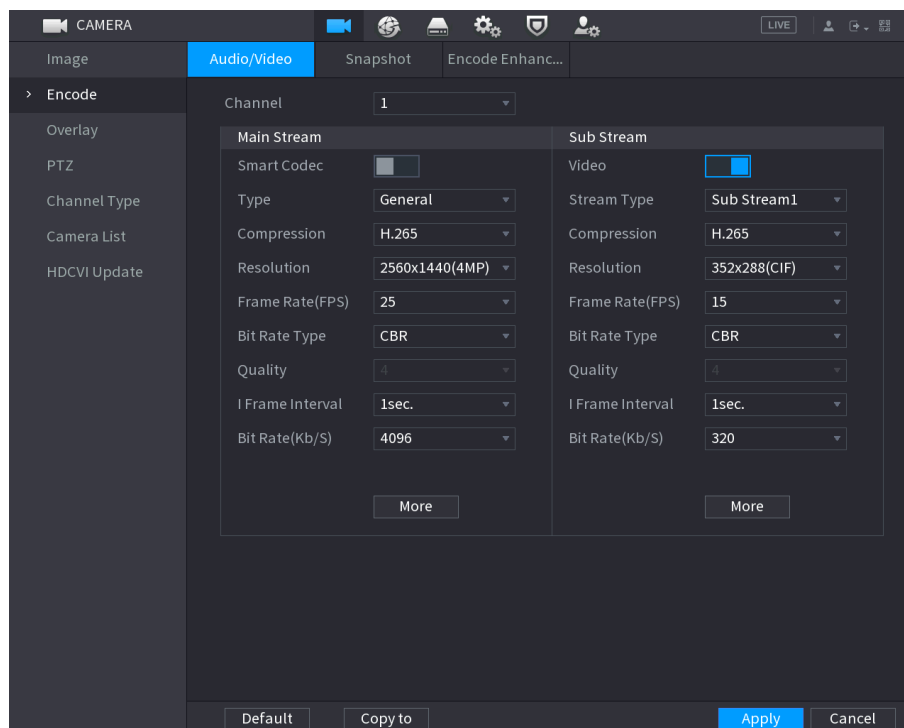 CAMERA
LIVE
Image
Audio/Video Snapshot Encode Enhanc...
> Encode
Channel 1
Overlay
Main Stream Sub Stream
PTZ
Smart Codec Video
Channel Type
Type General Stream Type Sub Stream1
Camera List
Compression H.265 Compression H.265
HDCVI Update
Resolution 2560x1440(4MP) Resolution 352x288(CIF)
Frame Rate(FPS) 25 Frame Rate(FPS) 15
Bit Rate Type CBR Bit Rate Type CBR
Quality 4 Quality 4
I Frame Interval 1sec. I Frame Interval 1sec.
Bit Rate(Kb/S) 4096 Bit Rate(Kb/S) 320
More More
Default Copy to Apply Cancel